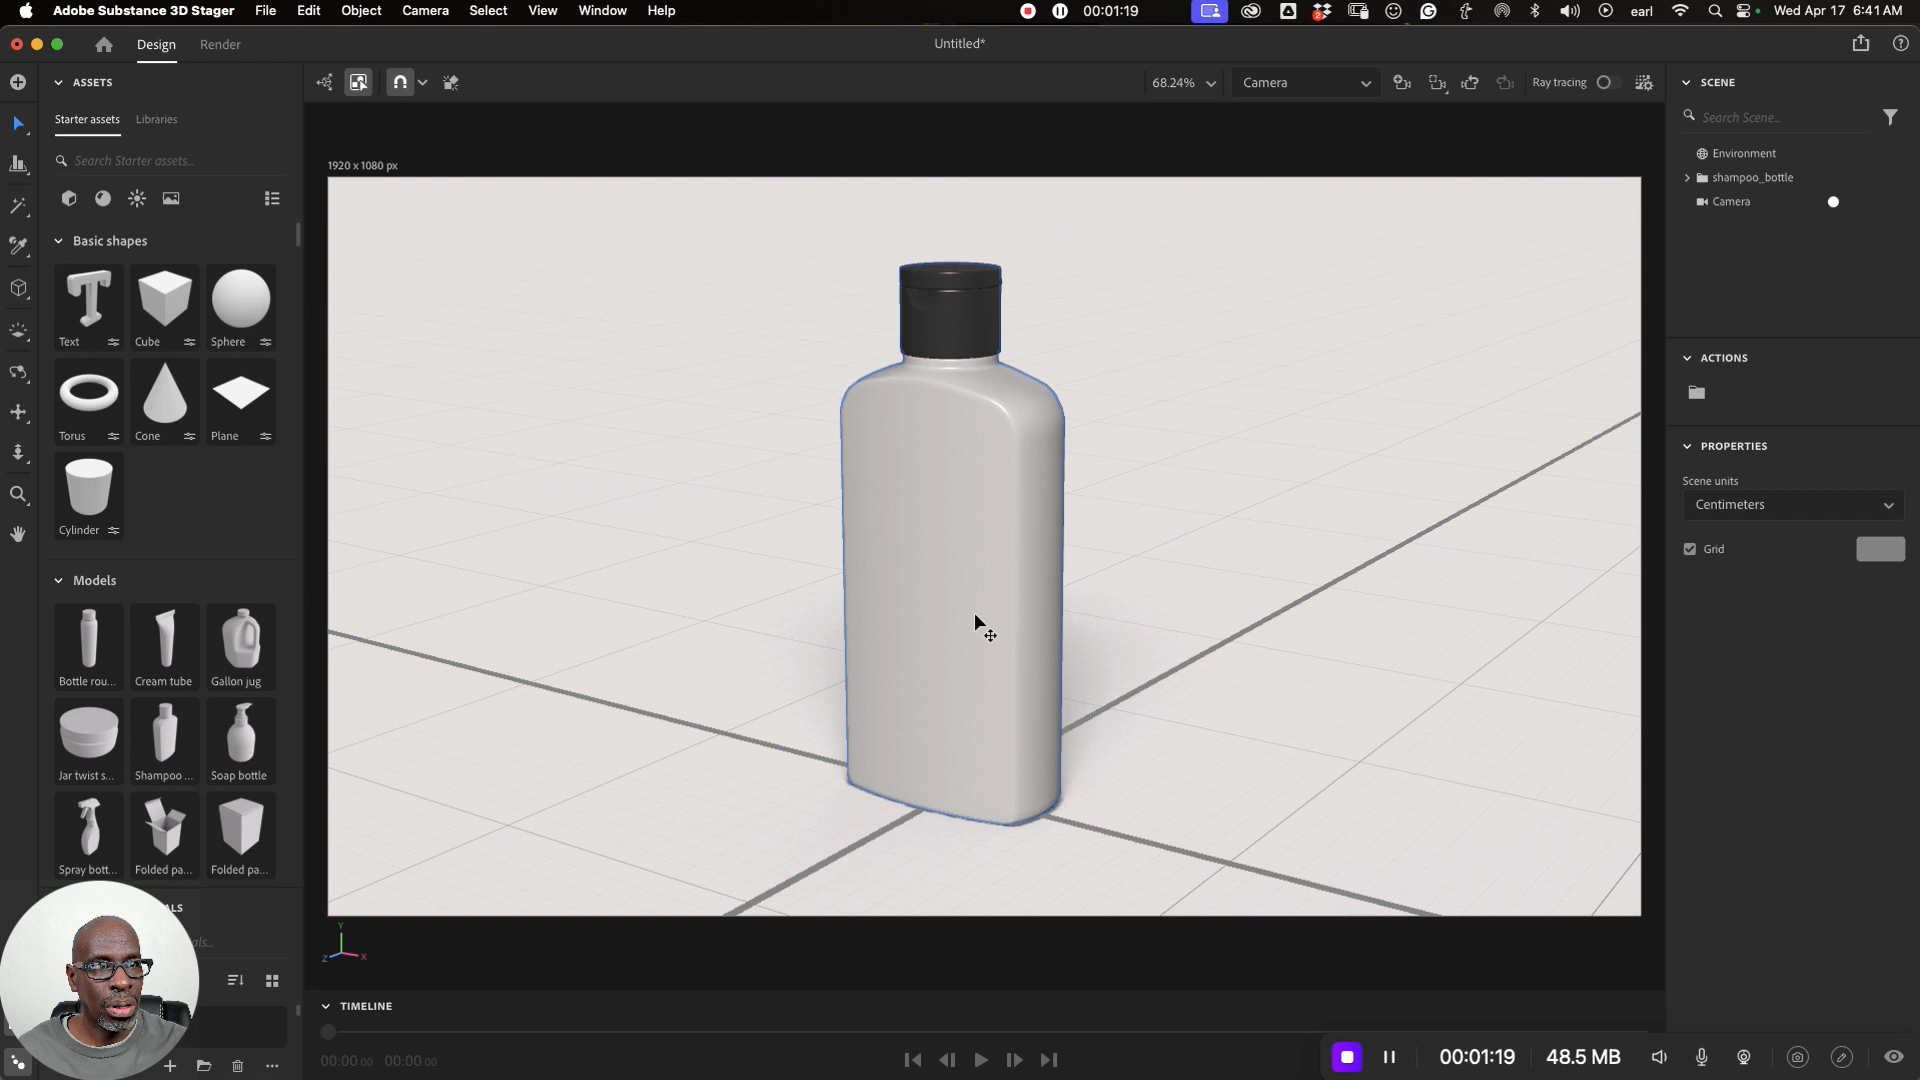 Adobe Substance 3D Stager File Edit Object Camera Select View Window Help 00:01:19 earl Wed Apr 17 6:41 AM
Design Render Untitled*
ASSETS
Starter assets Libraries
Search Starter assets...
Basic shapes
Text Cube Sphere
Torus Cone Plane
Cylinder
Models
Bottle rou... Cream tube Gallon jug
Jar twist s... Shampoo ... Soap bottle
Spray bott... Folded pa... Folded pa...
68.24% Camera Ray tracing
1920 x 1080 px
Y
Z X
TIMELINE
00:00 00 00:00 00
SCENE
Search Scene...
Environment
shampoo_bottle
Camera
ACTIONS
PROPERTIES
Scene units
Centimeters
Grid
00:01:19 48.5 MB